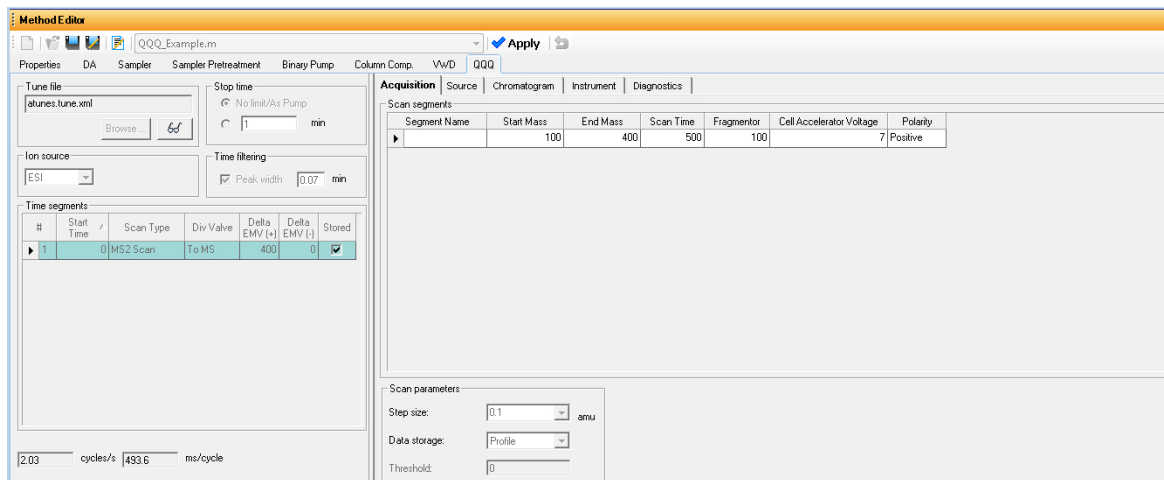 Method Editor
QQQ_Example.m Apply
Properties DA Sampler Sampler Pretreatment Binary Pump Column Comp. VWD QQQ
Tune file
atunes.tune.xml
Browse ...
Stop time
No limit/As Pump
1 min
Ion source
ESI
Time filtering
Peak width 0.07 min
Time segments
# Start Time Scan Type Div Valve Delta EMV (+) Delta EMV (-) Stored
1 0 MS2 Scan To MS 400 0
2.03 cycles/s 493.6 ms/cycle
Acquisition Source Chromatogram Instrument Diagnostics
Scan segments
Segment Name Start Mass End Mass Scan Time Fragmentor Cell Accelerator Voltage Polarity
100 400 500 100 7 Positive
Scan parameters
Step size: 0.1 amu
Data storage: Profile
Threshold: 0